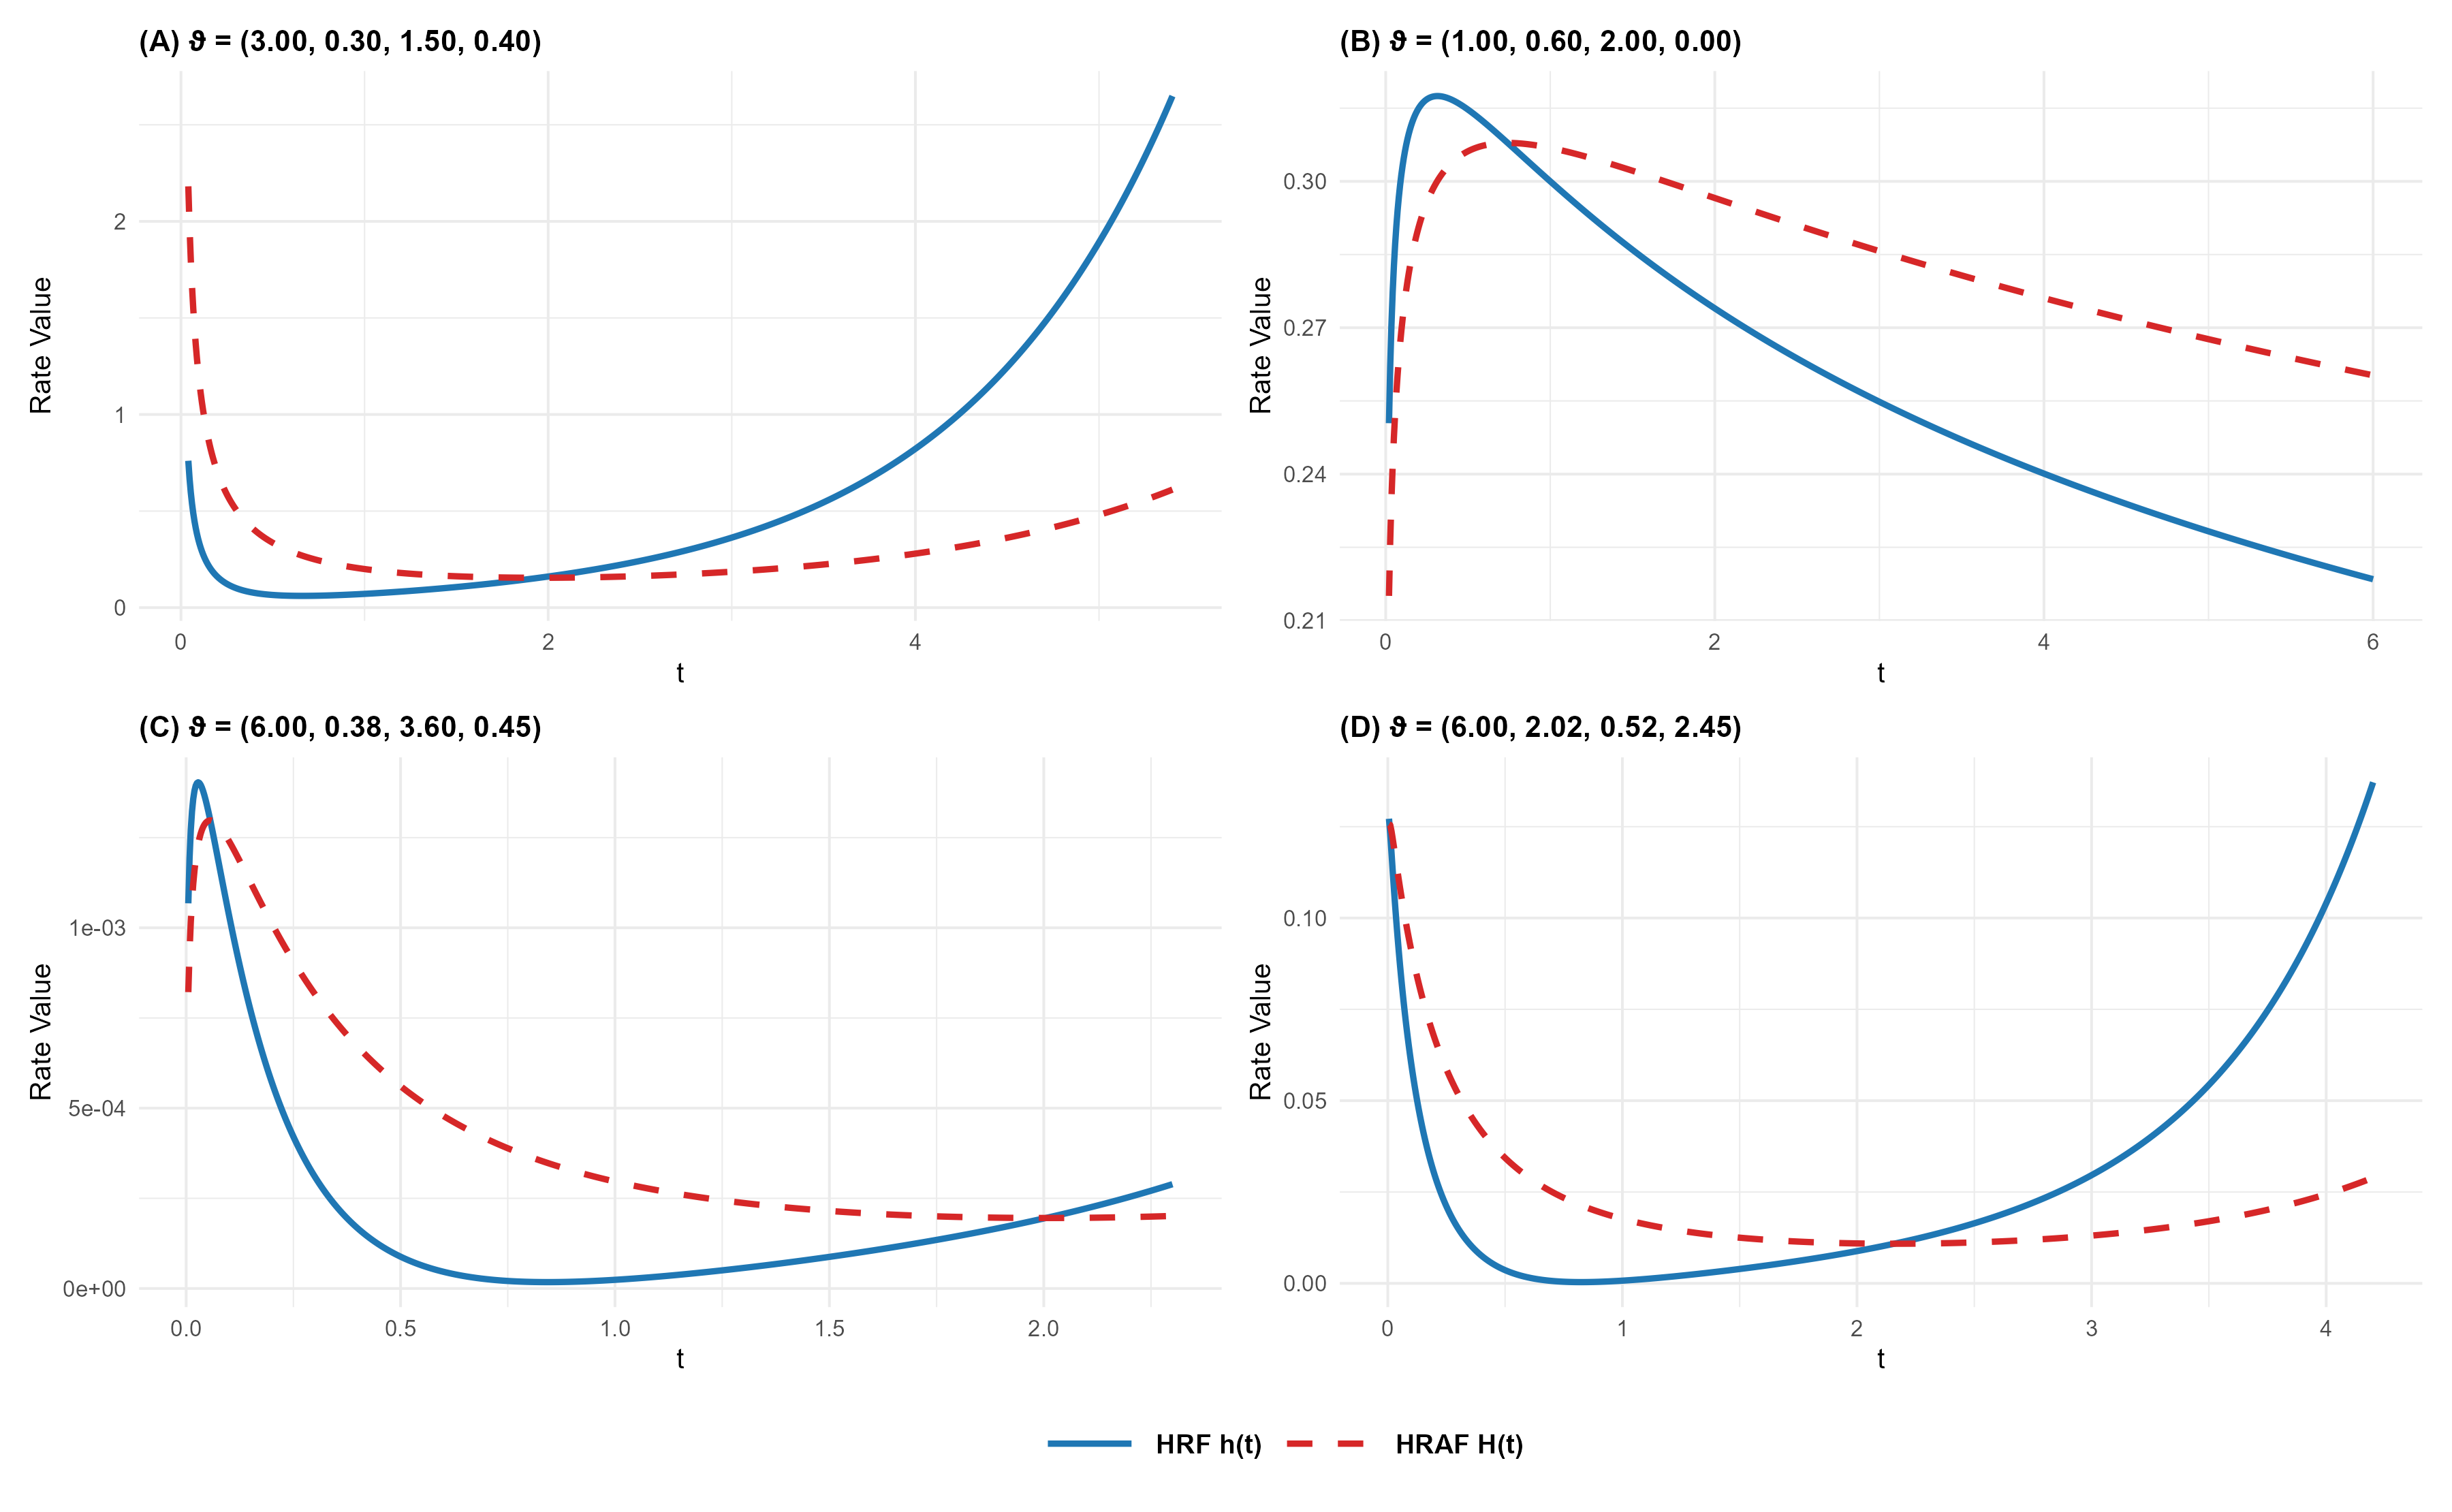 (A) ϑ = (3.00, 0.30, 1.50, 0.40)
Rate Value
2
1
0
0 2 4
t
(B) ϑ = (1.00, 0.60, 2.00, 0.00)
Rate Value
0.30
0.27
0.24
0.21
0 2 4 6
t
(C) ϑ = (6.00, 0.38, 3.60, 0.45)
Rate Value
1e-03
5e-04
0e+00
0.0 0.5 1.0 1.5 2.0
t
(D) ϑ = (6.00, 2.02, 0.52, 2.45)
Rate Value
0.10
0.05
0.00
0 1 2 3 4
t
HRF h(t) HRAF H(t)